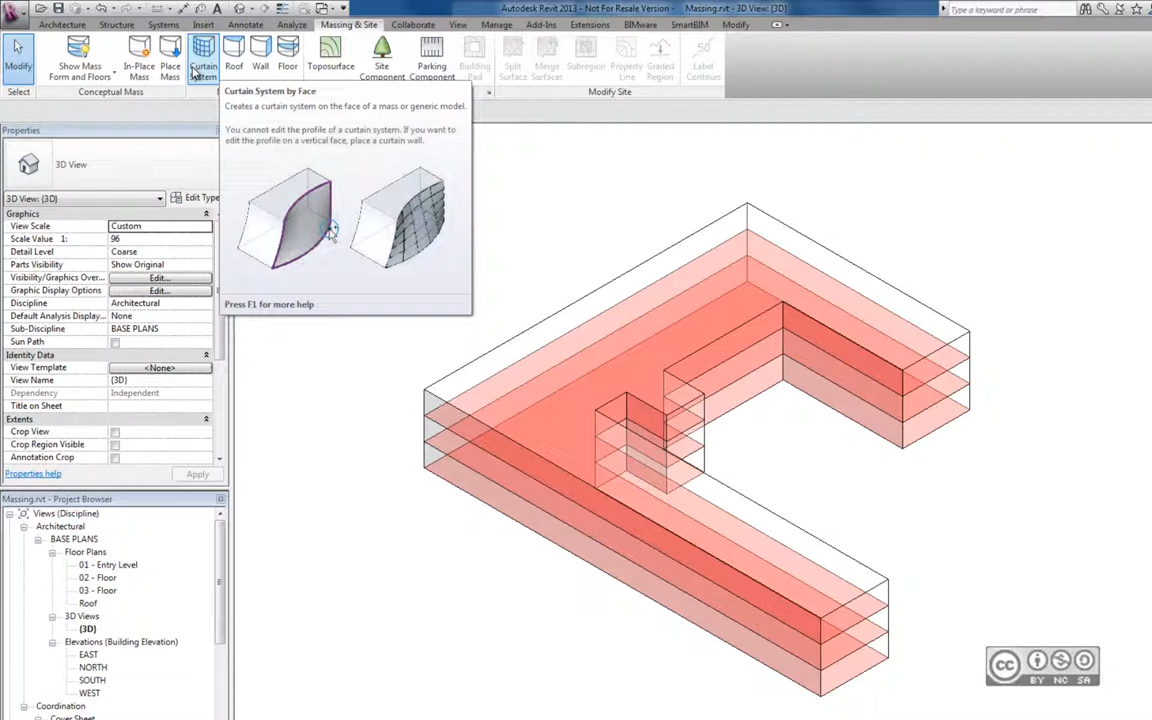 Autodesk Revit 2013 - Not For Resale Version -    Massing.rvt - 3D View: {3D}
Type a keyword or phrase
Architecture Structure Systems Insert Annotate Analyze Massing & Site Collaborate View Manage Add-Ins Extensions BIMware SmartBIM Modify
Modify
Show Mass
Form and Floors
In-Place
Mass
Place
Mass
Curtain
System
Roof
Wall
Floor
Toposurface
Site
Component
Parking
Component
Building
Pad
Split
Surface
Merge
Surfaces
Subregion
Property
Line
Graded
Region
50
Label
Contours
Select
Conceptual Mass
Modify Site
Curtain System by Face
Creates a curtain system on the face of a mass or generic model.
You cannot edit the profile of a curtain system. If you want to
edit the profile on a vertical face, place a curtain wall.
Press F1 for more help
Properties
3D View
3D View: {3D}
Edit Type
Graphics
View Scale Custom
Scale Value 1: 96
Detail Level Coarse
Parts Visibility Show Original
Visibility/Graphics Over... Edit...
Graphic Display Options Edit...
Discipline Architectural
Default Analysis Display... None
Sub-Discipline BASE PLANS
Sun Path
Identity Data
View Template <None>
View Name {3D}
Dependency Independent
Title on Sheet
Extents
Crop View
Crop Region Visible
Annotation Crop
Properties help
Apply
Massing.rvt - Project Browser
Views (Discipline)
Architectural
BASE PLANS
Floor Plans
01 - Entry Level
02 - Floor
03 - Floor
Roof
3D Views
{3D}
Elevations (Building Elevation)
EAST
NORTH
SOUTH
WEST
Coordination
Cover Sheet
cc
BY NC SA